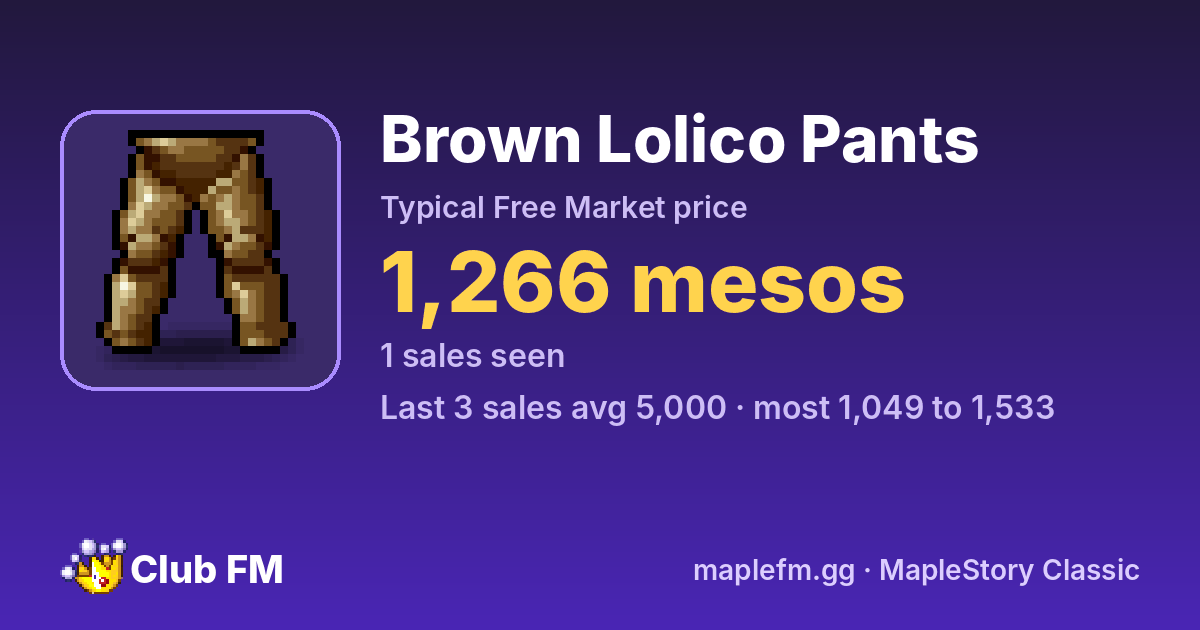 Brown Lolico Pants
Typical Free Market price
1,266 mesos
1 sales seen
Last 3 sales avg 5,000 · most 1,049 to 1,533
Club FM
maplefm.gg · MapleStory Classic